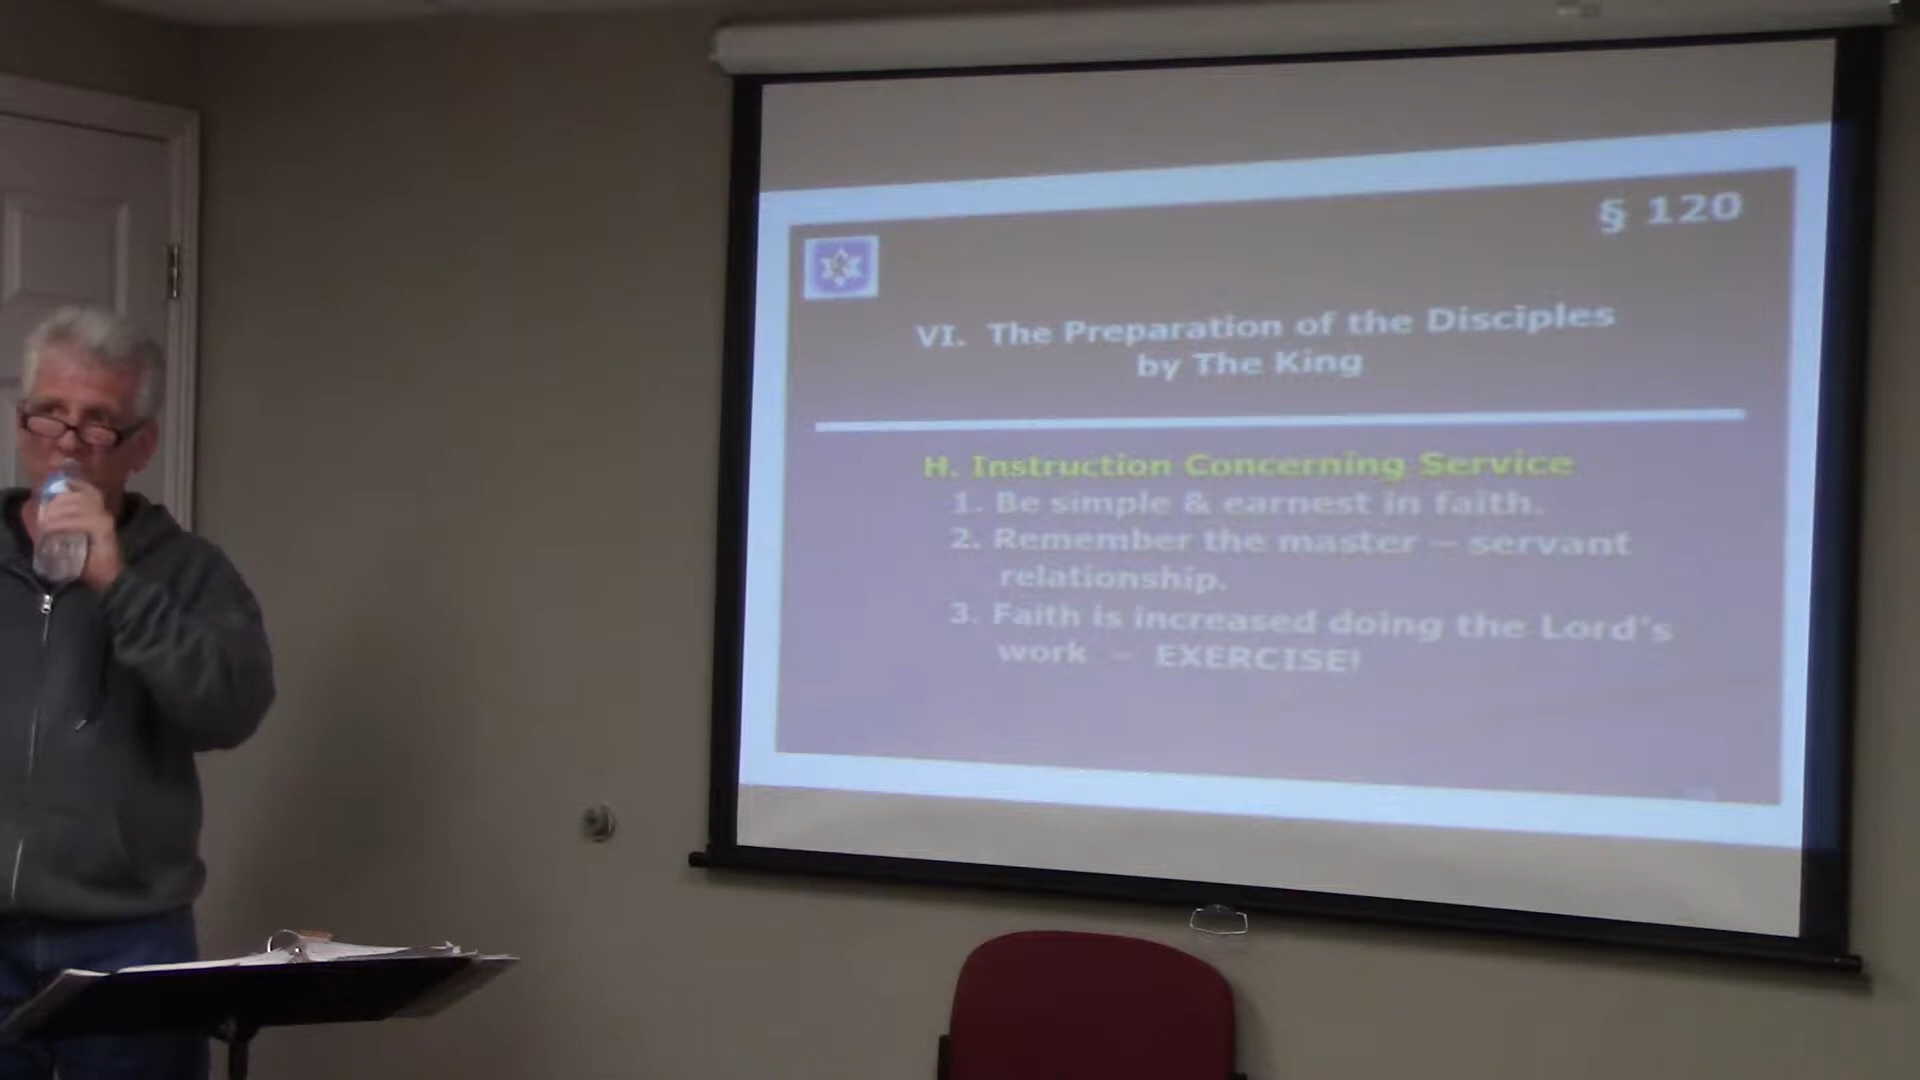 § 120
VI. The Preparation of the Disciples
by The King
H. Instruction Concerning Service
1. Be simple & earnest in faith.
2. Remember the master – servant
relationship.
3. Faith is increased doing the Lord's
work – EXERCISE!